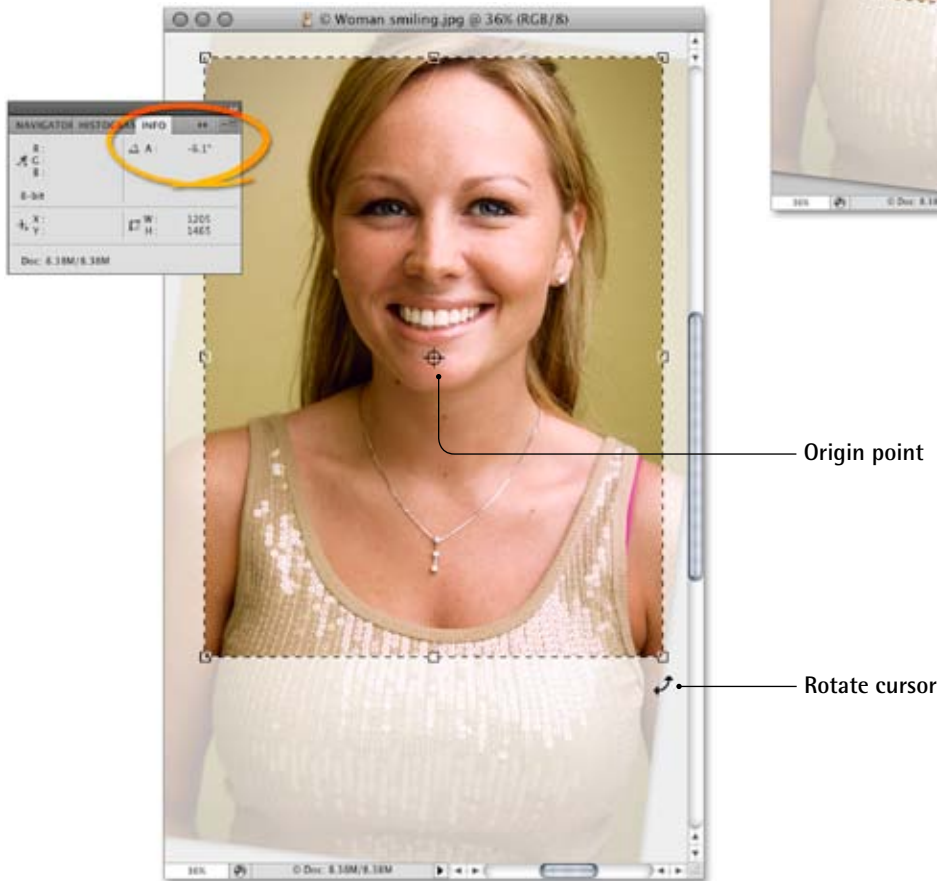 © Woman smiling.jpg @ 36% (RGB/8)
NAVIGATOR HISTOGRAM INFO
R :
G :
B :
A : -6.1°
8-bit
X :
Y :
W : 1205
H : 1465
Doc: 8.38M/8.38M
36%
© Doc: 8.38
Origin point
Rotate cursor
36%
© Doc: 8.38M/8.38M